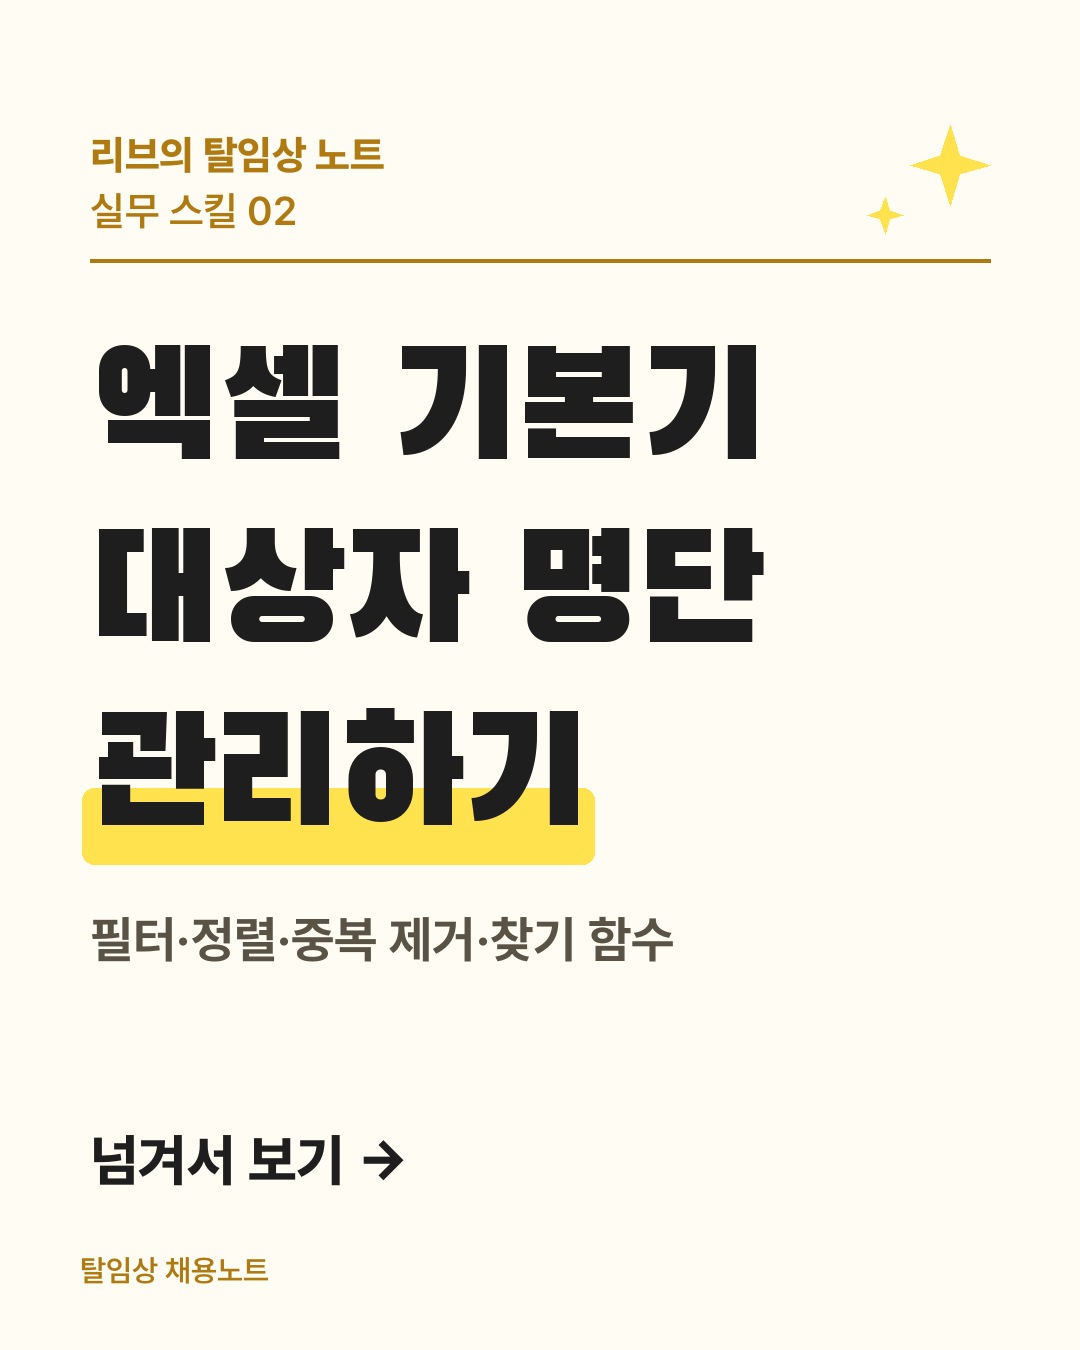 리브의 탈임상 노트
실무 스킬 02
엑셀 기본기
대상자 명단
관리하기
필터·정렬·중복 제거·찾기 함수
넘겨서 보기 →
탈임상 채용노트